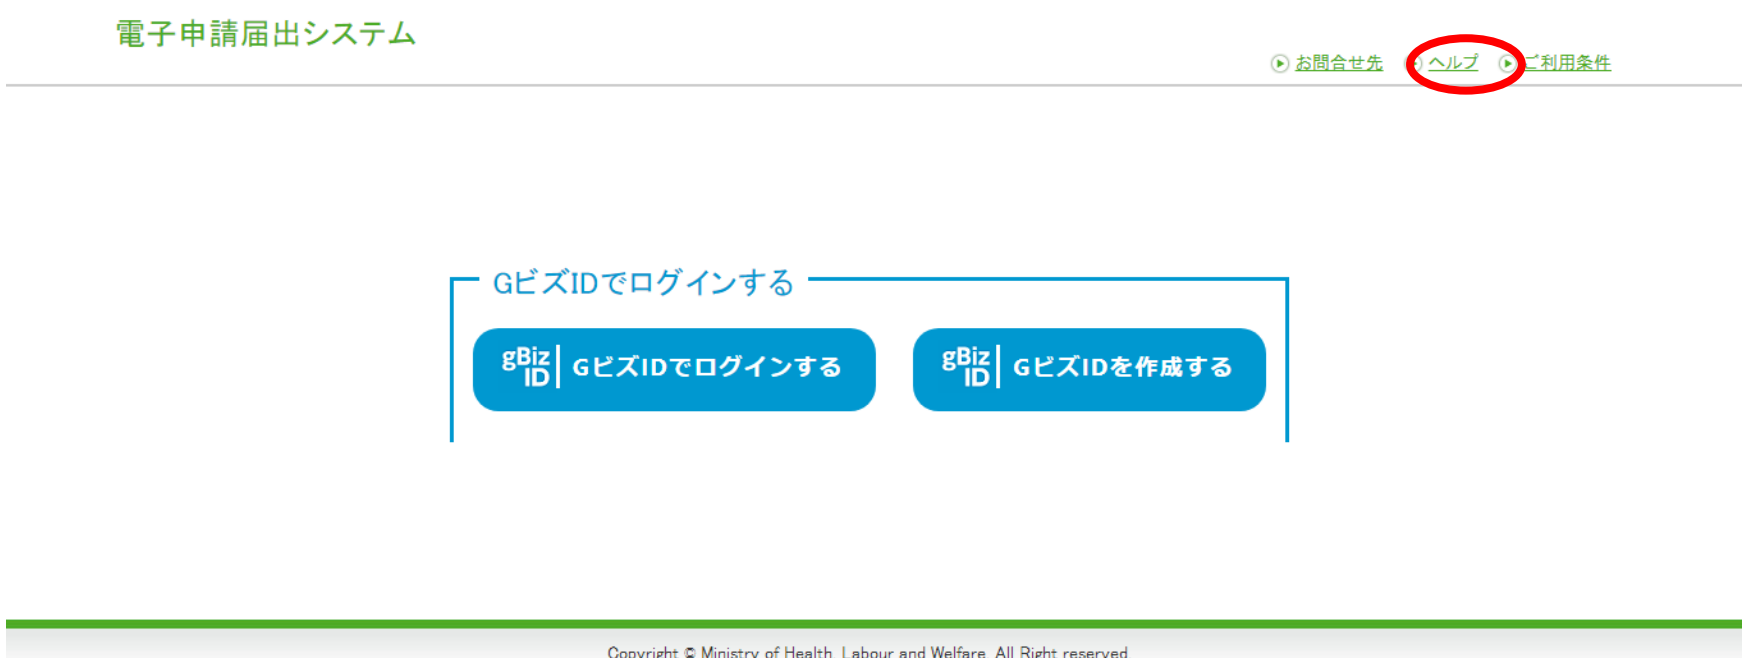 電子申請届出システム
お問合せ先 ヘルプ ご利用条件
GビズIDでログインする
gBiz ID GビズIDでログインする
gBiz ID GビズIDを作成する
Copyright © Ministry of Health, Labour and Welfare, All Right reserved